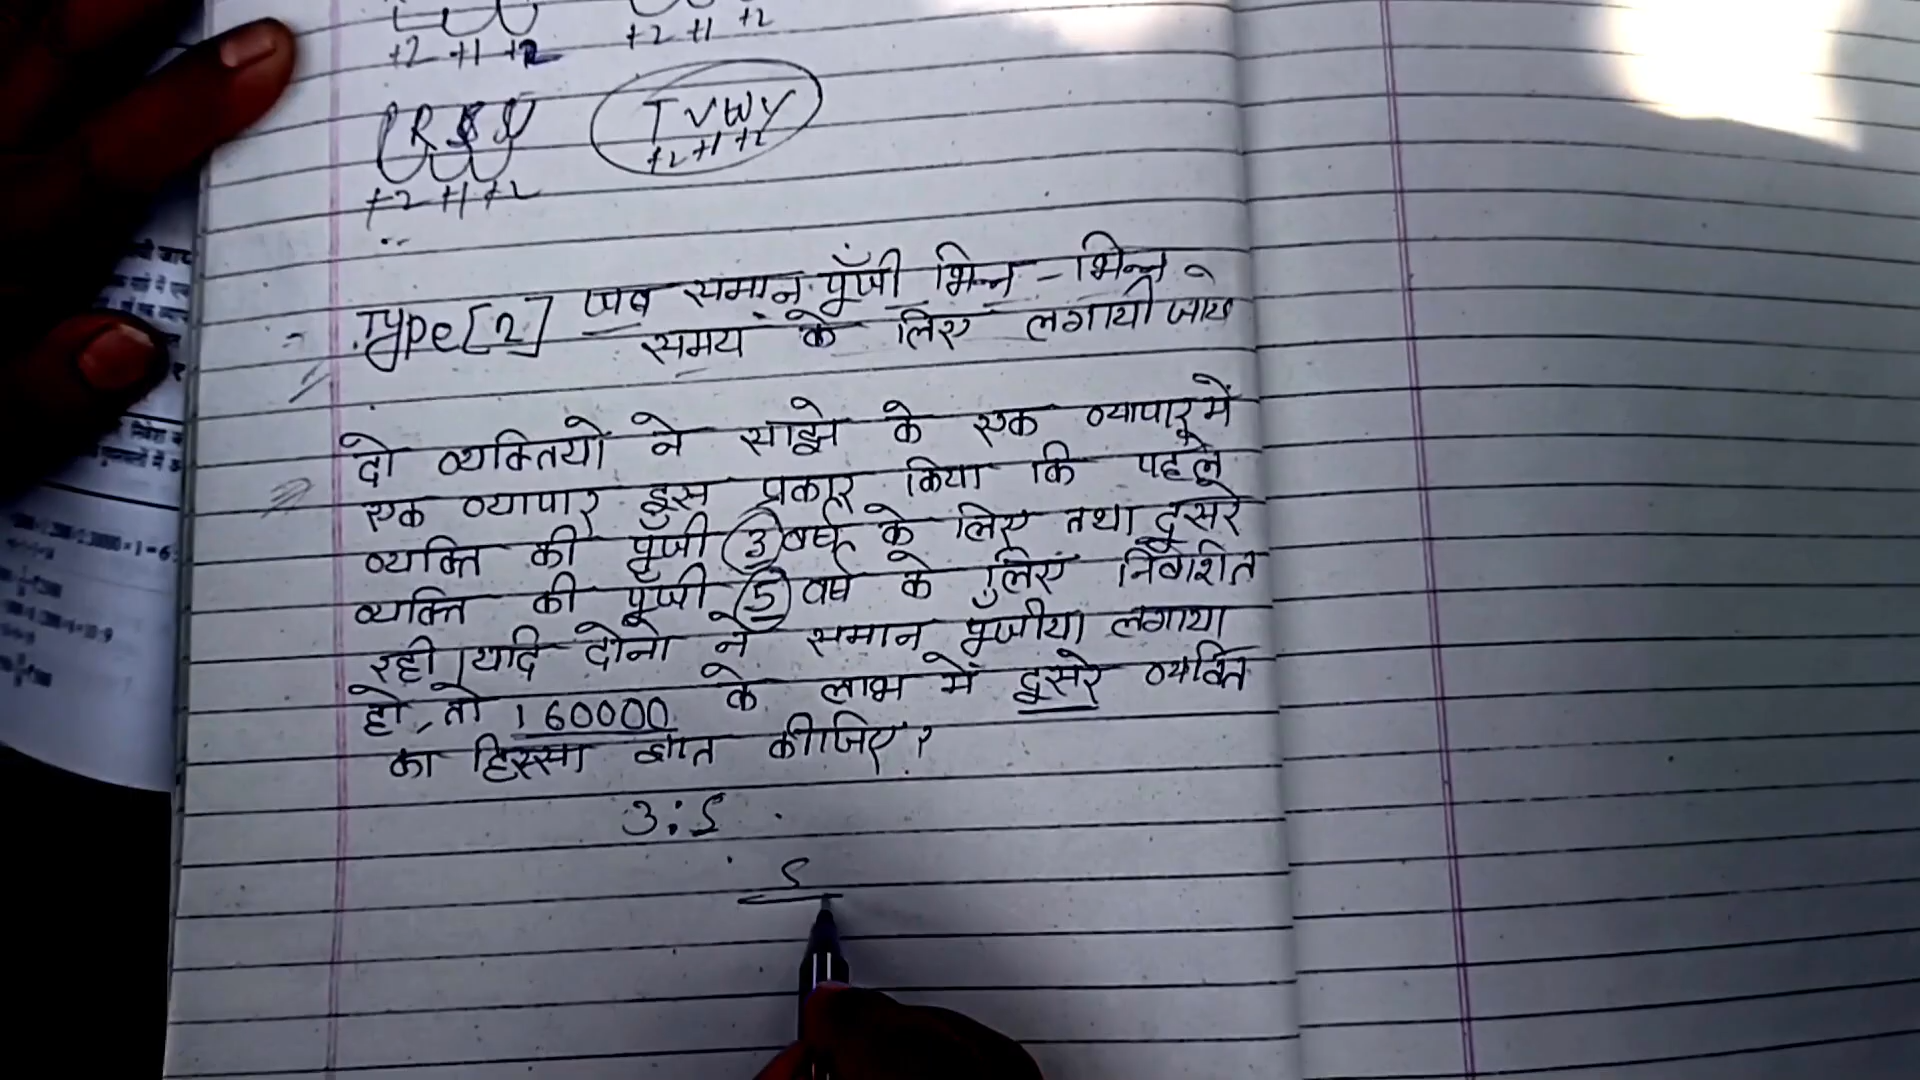 +2 +1 +2 +2 +1 +2
PRSU TVWY
+2 +1 +2
+2 +1 +2
Type [2] जब समान पूँजी भिन्न - भिन्न
समय के लिए लगायी जाये
दो व्यक्तियों ने साझे के एक व्यापार में
एक व्यापार इस प्रकार किया कि पहले
व्यक्ति की पूँजी 3 वर्ष के लिए तथा दुसरे
व्यक्ति की पूँजी 5 वर्ष के लिए निवेशित
रही। यदि दोनो ने समान पूंजीया लगाया
हो, तो 160000 के लाभ में दूसरे व्यक्ति
का हिस्सा ज्ञात कीजिए?
3:5
5